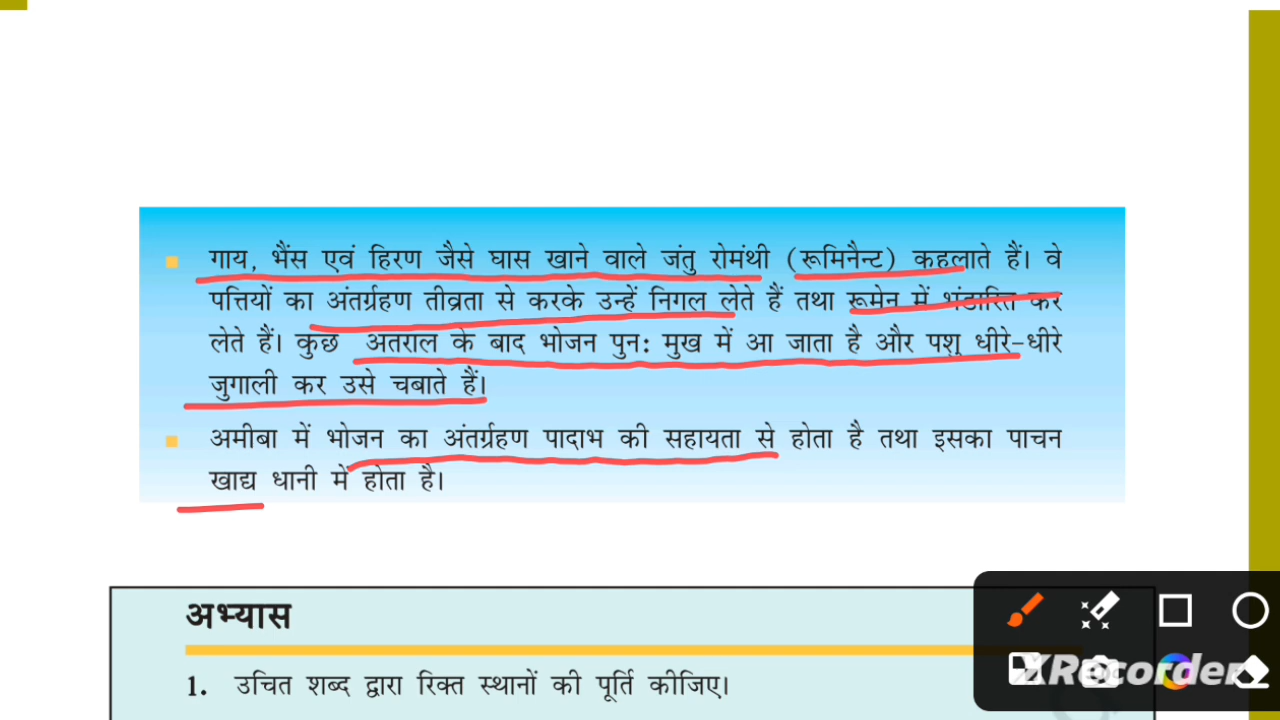 गाय, भैंस एवं हिरण जैसे घास खाने वाले जंतु रोमंथी (रूमिनैन्ट) कहलाते हैं। वे
पत्तियों का अंतर्ग्रहण तीव्रता से करके उन्हें निगल लेते हैं तथा रूमेन में भंडारित कर
लेते हैं। कुछ अतराल के बाद भोजन पुन: मुख में आ जाता है और पशु धीरे-धीरे
जुगाली कर उसे चबाते हैं।
अमीबा में भोजन का अंतर्ग्रहण पादाभ की सहायता से होता है तथा इसका पाचन
खाद्य धानी में होता है।
अभ्यास
1. उचित शब्द द्वारा रिक्त स्थानों की पूर्ति कीजिए।
XRecorder